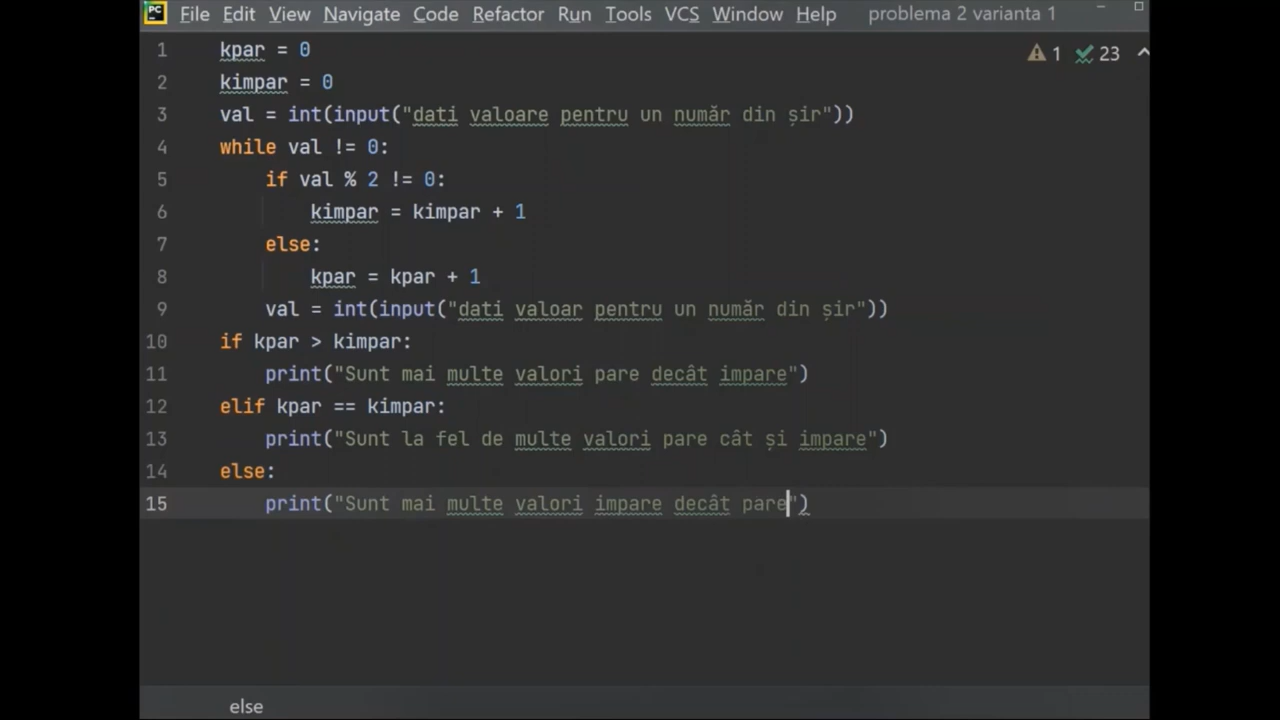 PC File Edit View Navigate Code Refactor Run Tools VCS Window Help problema 2 varianta 1
1 kpar = 0
1 23
2 kimpar = 0
3 val = int(input("dati valoare pentru un număr din șir"))
4 while val != 0:
5 if val % 2 != 0:
6 kimpar = kimpar + 1
7 else:
8 kpar = kpar + 1
9 val = int(input("dati valoar pentru un număr din șir"))
10 if kpar > kimpar:
11 print("Sunt mai multe valori pare decât impare")
12 elif kpar == kimpar:
13 print("Sunt la fel de multe valori pare cât și impare")
14 else:
15 print("Sunt mai multe valori impare decât pare")
else